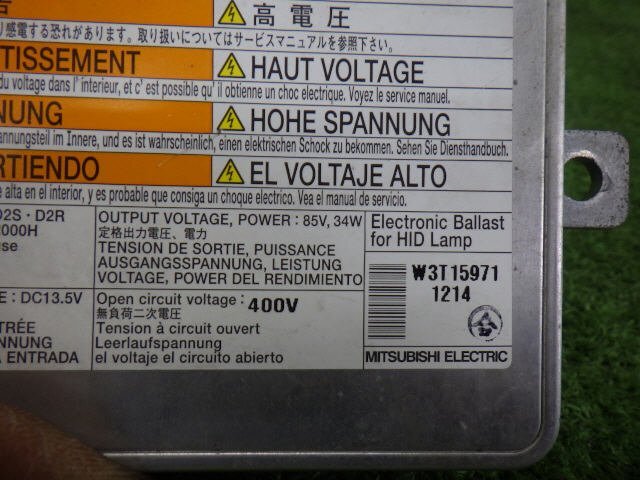 高電圧
り感電する恐れがあります。取り扱いについてはサービスマニュアルを参照下さい。
TISSEMENT
HAUT VOLTAGE
du voltage dans l' interieur, et c' est possible qu' il obtienne un choc electrique. Voyez le service manuel.
NUNG
HOHE SPANNUNG
annungsteil im Innere, und es ist wahrscheinlich, einen elektrischen Schock zu bekommen. Sehen Sie Diensthandbuch.
RTIENDO
EL VOLTAJE ALTO
te alta en el interior, y es probable que consiga un choque electrico. Vea el manual de servicio.
D2S・D2R
2000H
use
OUTPUT VOLTAGE, POWER : 85V, 34W
定格出力電圧、電力
TENSION DE SORTIE, PUISSANCE
AUSGANGSSPANNUNG, LEISTUNG
VOLTAGE, POWER DEL RENDIMIENTO
Electronic Ballast
for HID Lamp
W3T15971
1214
MITSUBISHI ELECTRIC
E : DC13.5V
TRÉE
NNUNG
A ENTRADA
Open circuit voltage : 400V
無負荷二次電圧
Tension à circuit ouvert
Leerlaufspannung
el voltaje el circuito abierto